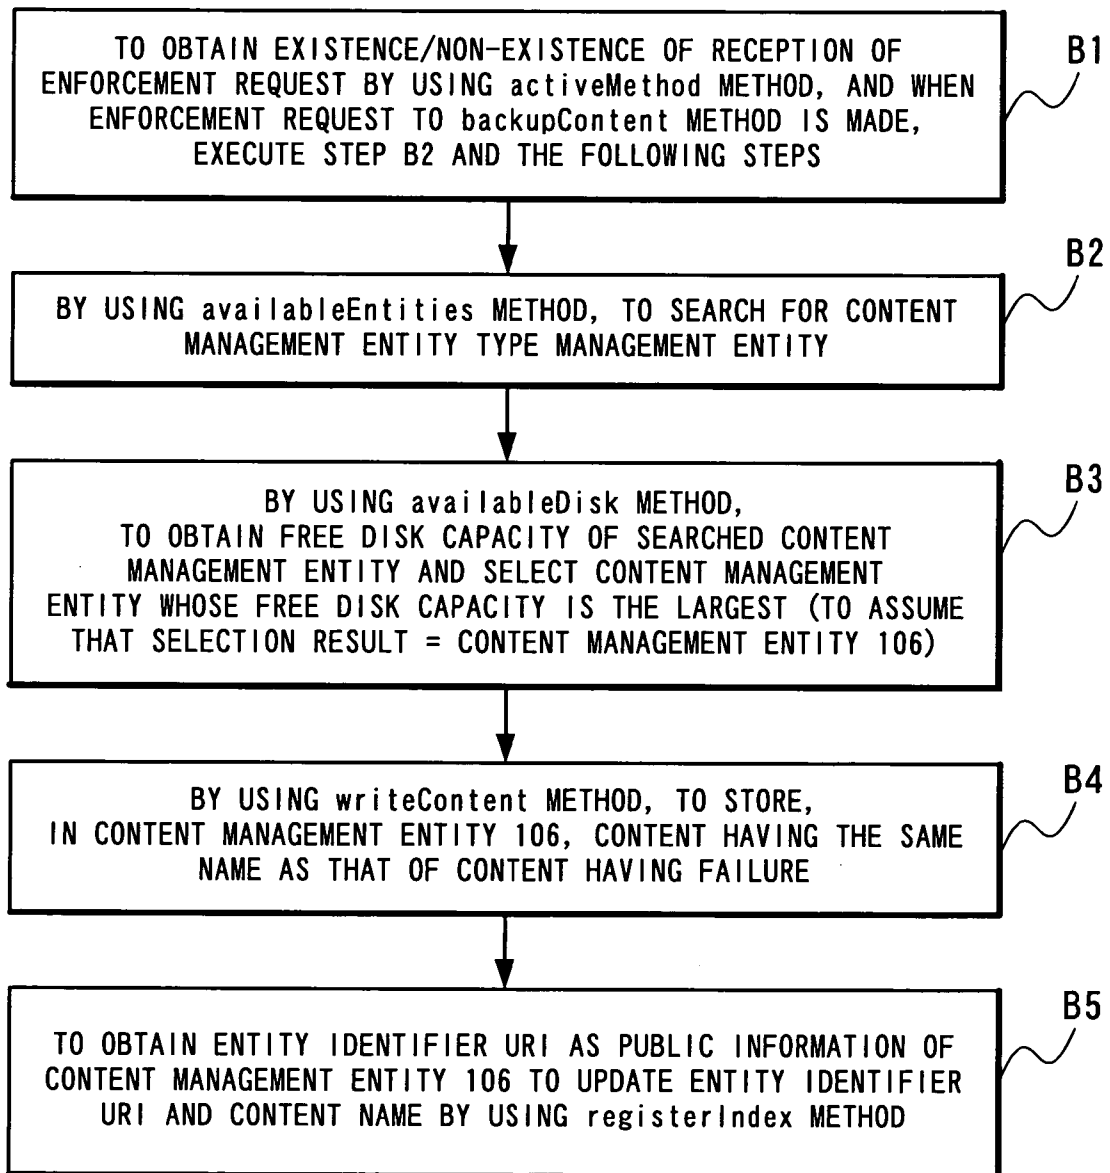 TO OBTAIN EXISTENCE/NON-EXISTENCE OF RECEPTION OF
ENFORCEMENT REQUEST BY USING activeMethod METHOD, AND WHEN
ENFORCEMENT REQUEST TO backupContent METHOD IS MADE,
EXECUTE STEP B2 AND THE FOLLOWING STEPS
B1
BY USING availableEntities METHOD, TO SEARCH FOR CONTENT
MANAGEMENT ENTITY TYPE MANAGEMENT ENTITY
B2
BY USING availableDisk METHOD,
TO OBTAIN FREE DISK CAPACITY OF SEARCHED CONTENT
MANAGEMENT ENTITY AND SELECT CONTENT MANAGEMENT
ENTITY WHOSE FREE DISK CAPACITY IS THE LARGEST (TO ASSUME
THAT SELECTION RESULT = CONTENT MANAGEMENT ENTITY 106)
B3
BY USING writeContent METHOD, TO STORE,
IN CONTENT MANAGEMENT ENTITY 106, CONTENT HAVING THE SAME
NAME AS THAT OF CONTENT HAVING FAILURE
B4
TO OBTAIN ENTITY IDENTIFIER URI AS PUBLIC INFORMATION OF
CONTENT MANAGEMENT ENTITY 106 TO UPDATE ENTITY IDENTIFIER
URI AND CONTENT NAME BY USING registerIndex METHOD
B5